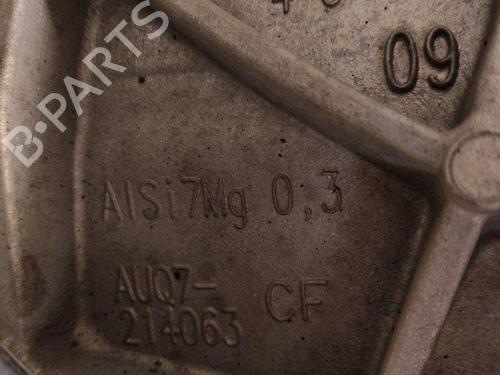 09
B-PARTS
AlSi7Mg 0,3
AUQ7-
214063 CF